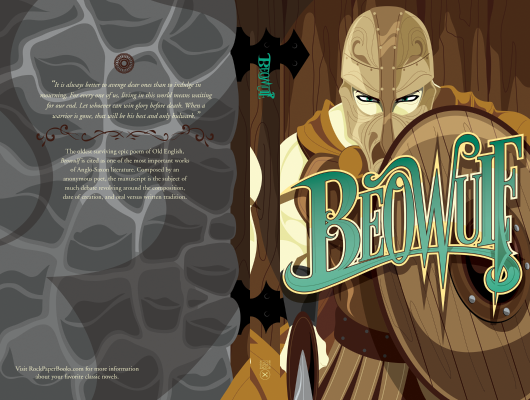 "It is always better to avenge dear ones than to indulge in
mourning. For every one of us, living in this world means waiting
for our end. Let whoever can win glory before death. When a
warrior is gone, that will be his best and only bulwark."
The oldest surviving epic poem of Old English,
Beowulf is cited as one of the most important works
of Anglo-Saxon literature. Composed by an
anonymous poet, the manuscript is the subject of
much debate revolving around the composition,
date of creation, and oral versus written tradition.
Visit RockPaperBooks.com for more information
about your favorite classic novels.
BEOWULF
BEOWULF